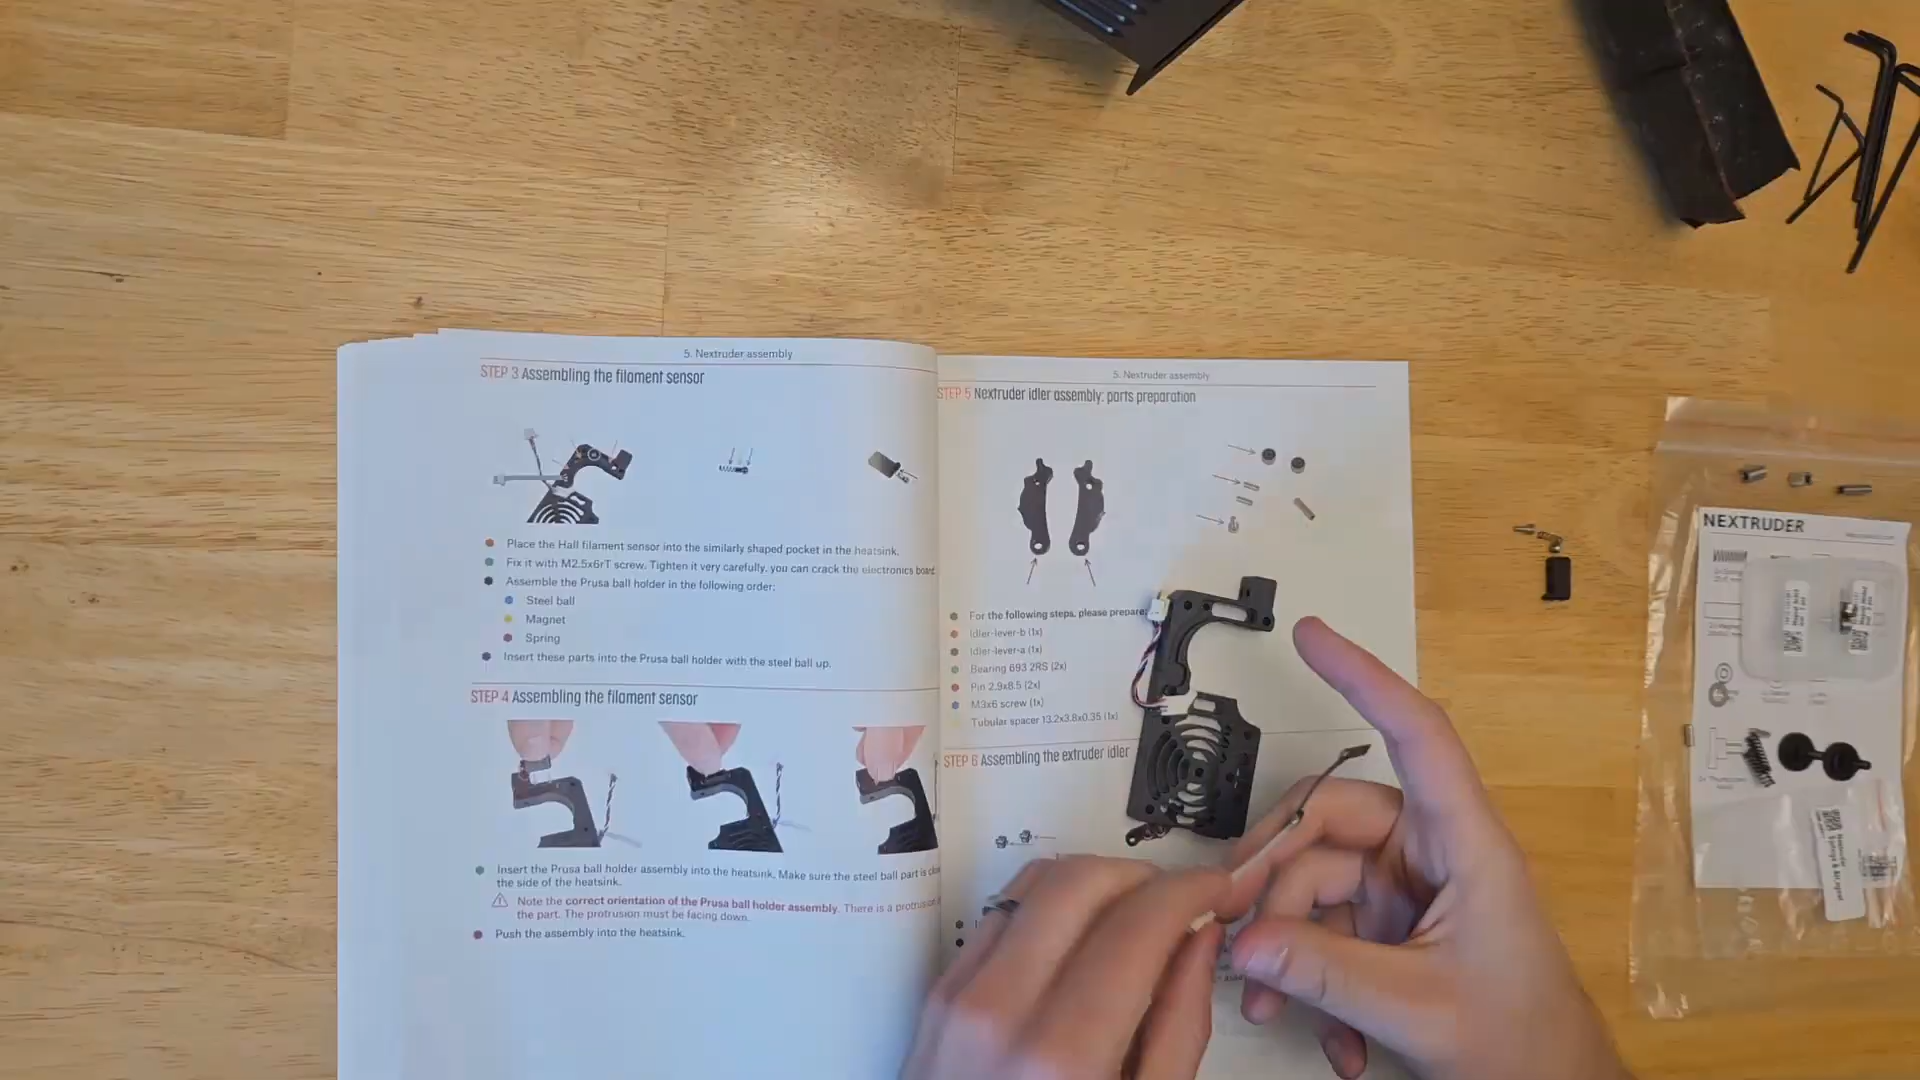 5. Nextruder assembly
STEP 3 Assembling the filament sensor
Place the Hall filament sensor into the similarly shaped pocket in the heatsink.
Fix it with M2.5x6rT screw. Tighten it very carefully, you can crack the electronics board
Assemble the Prusa ball holder in the following order:
Steel ball
Magnet
Spring
Insert these parts into the Prusa ball holder with the steel ball up.
STEP 4 Assembling the filament sensor
Insert the Prusa ball holder assembly into the heatsink. Make sure the steel ball part is
the side of the heatsink.
Note the correct orientation of the Prusa ball holder assembly. There is a
the part. The protrusion must be facing down.
Push the assembly into the heatsink.
5. Nextruder assembly
STEP 5 Nextruder idler assembly: parts preparation
For the following steps, please prepare:
Idler-lever-b (1x)
Idler-lever-a (1x)
Bearing 693 2RS (2x)
Pin 2.9x8.5 (2x)
M3x6 screw (1x)
Tubular spacer 13.2x3.8x0.35 (1x)
STEP 6 Assembling the extruder idler
NEXTRUDER